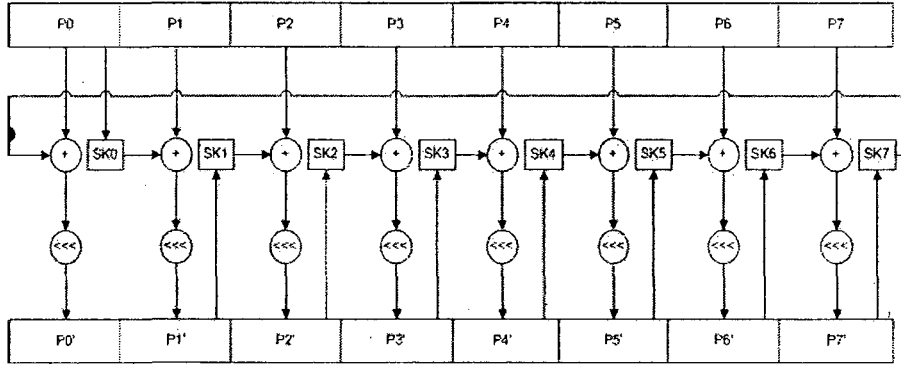 P0 P1 P2 P3 P4 P5 P6 P7
+ SK0 + SK1 + SK2 + SK3 + SK4 + SK5 + SK6 + SK7
<<< <<< <<< <<< <<< <<< <<< <<<
P0' P1' P2' P3' P4' P5' P6' P7'